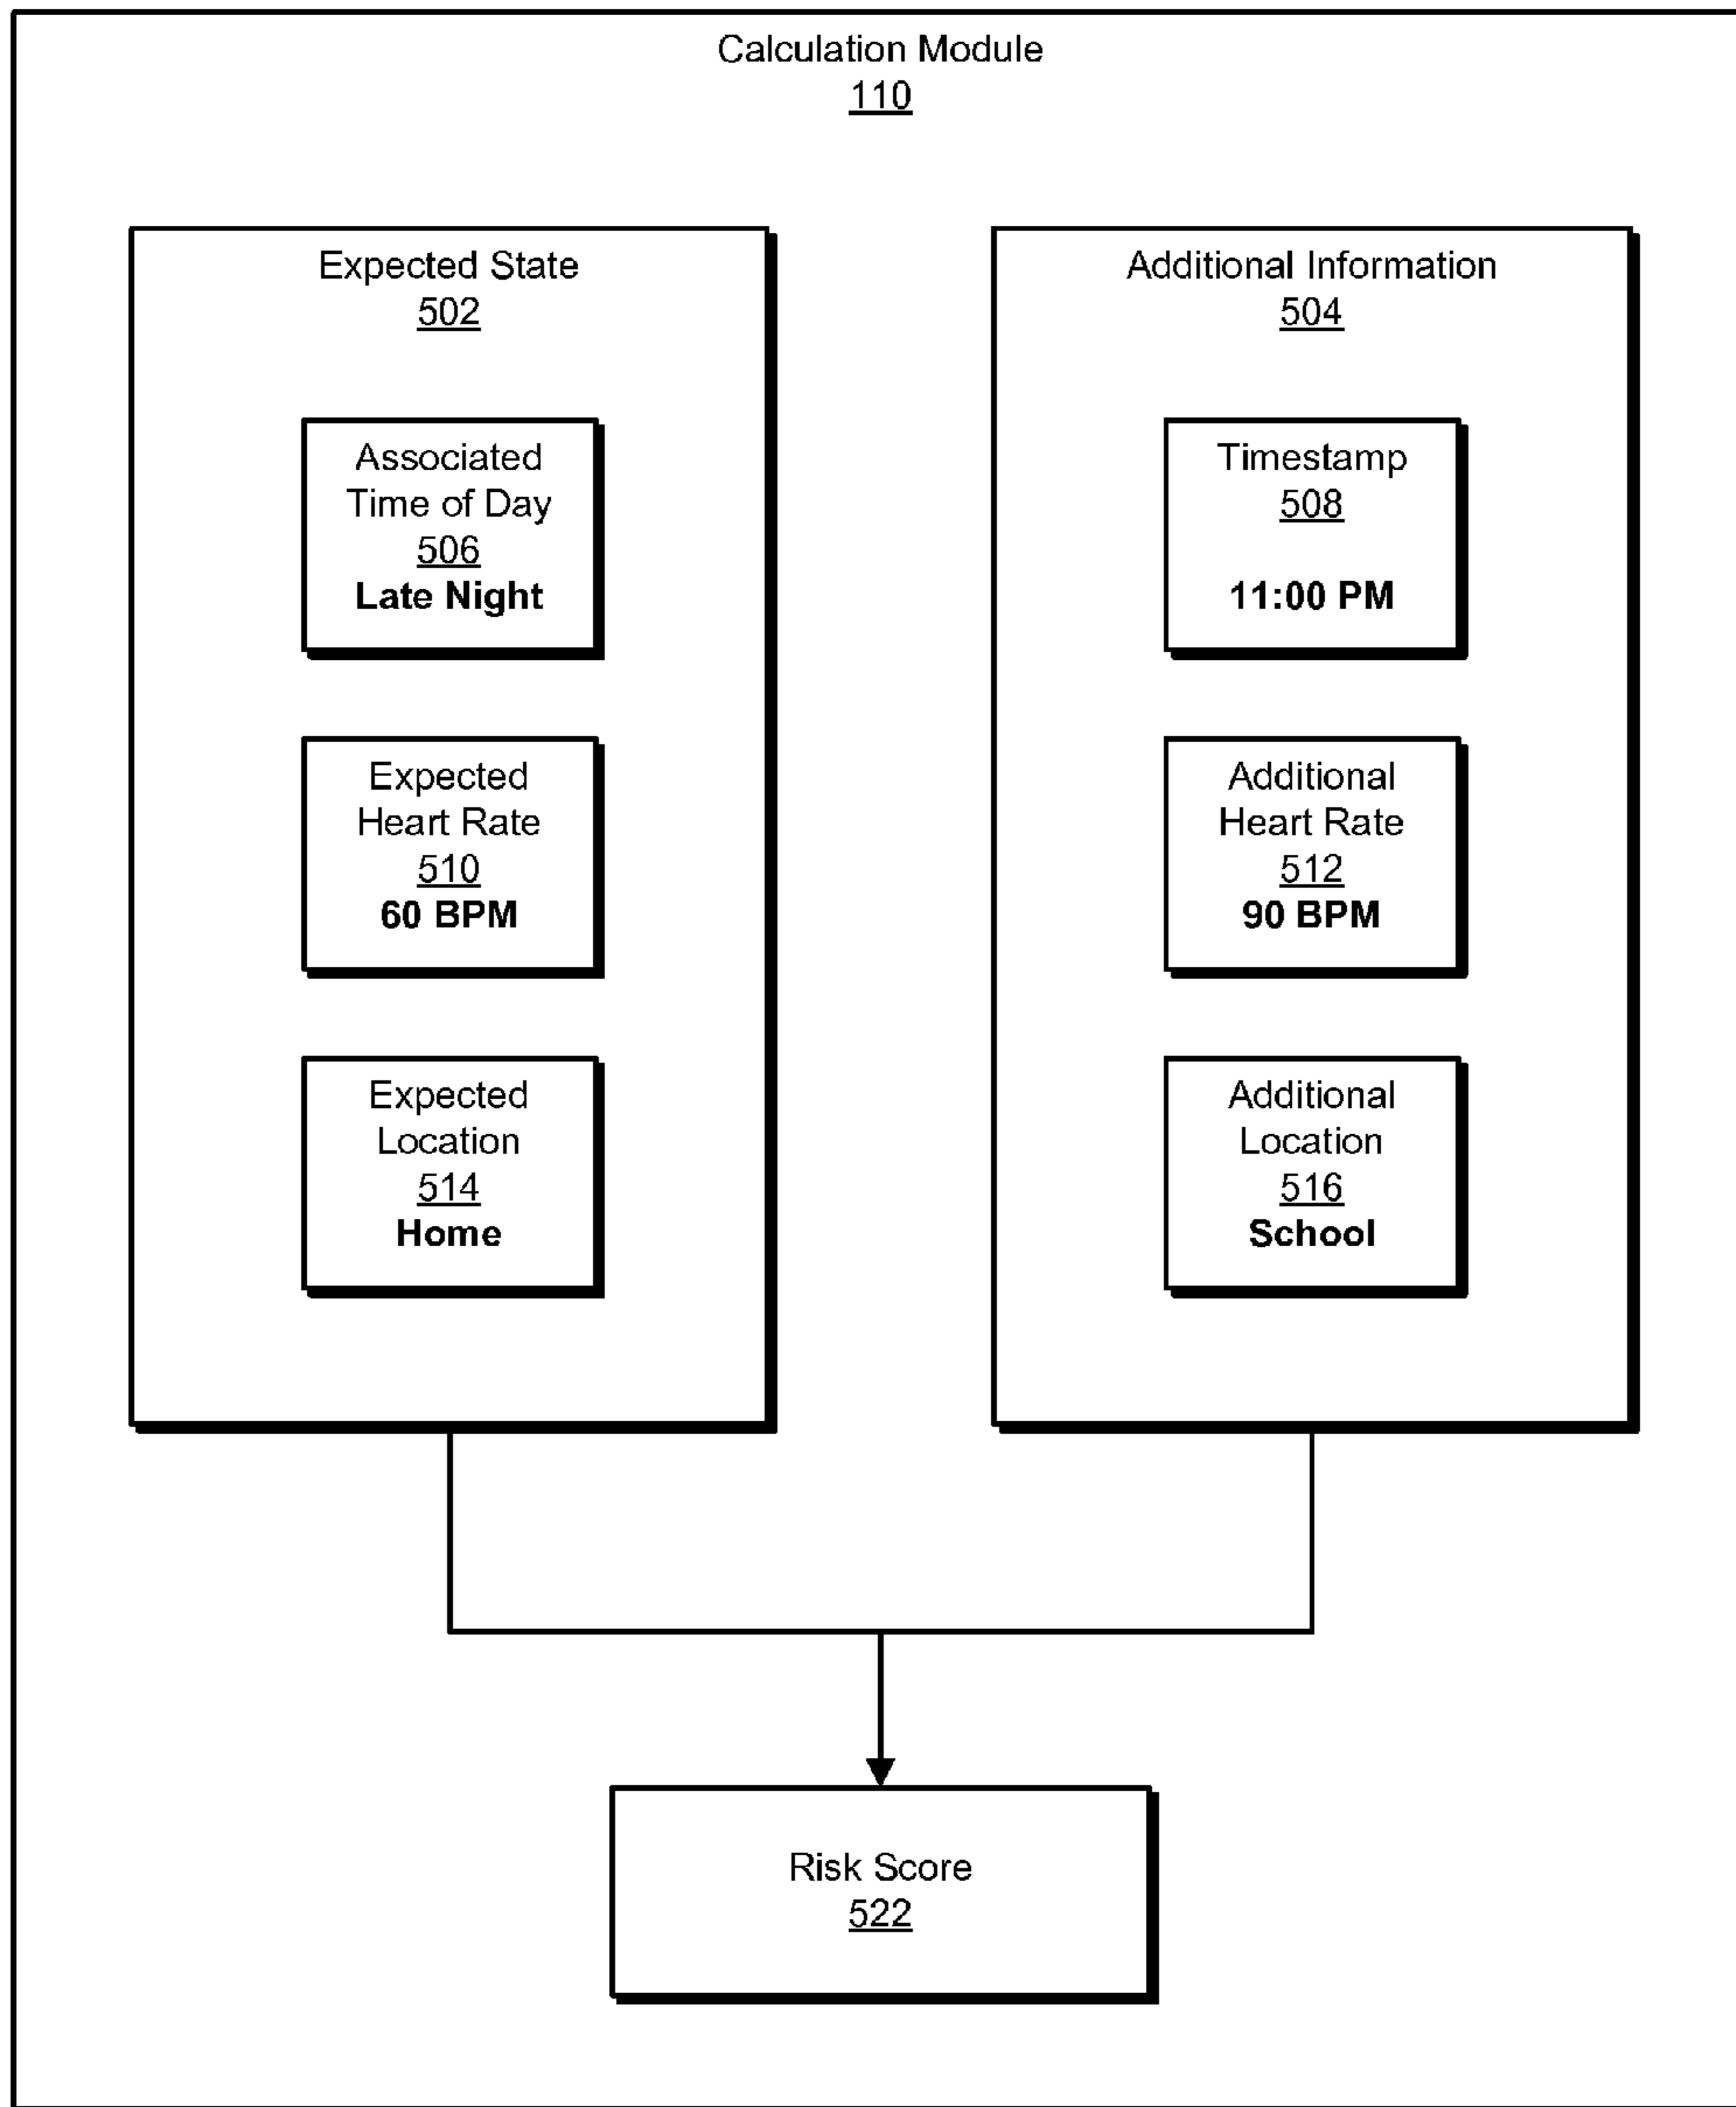 Calculation Module
110
Expected State
502
Associated
Time of Day
506
Late Night
Expected
Heart Rate
510
60 BPM
Expected
Location
514
Home
Additional Information
504
Timestamp
508
11:00 PM
Additional
Heart Rate
512
90 BPM
Additional
Location
516
School
Risk Score
522